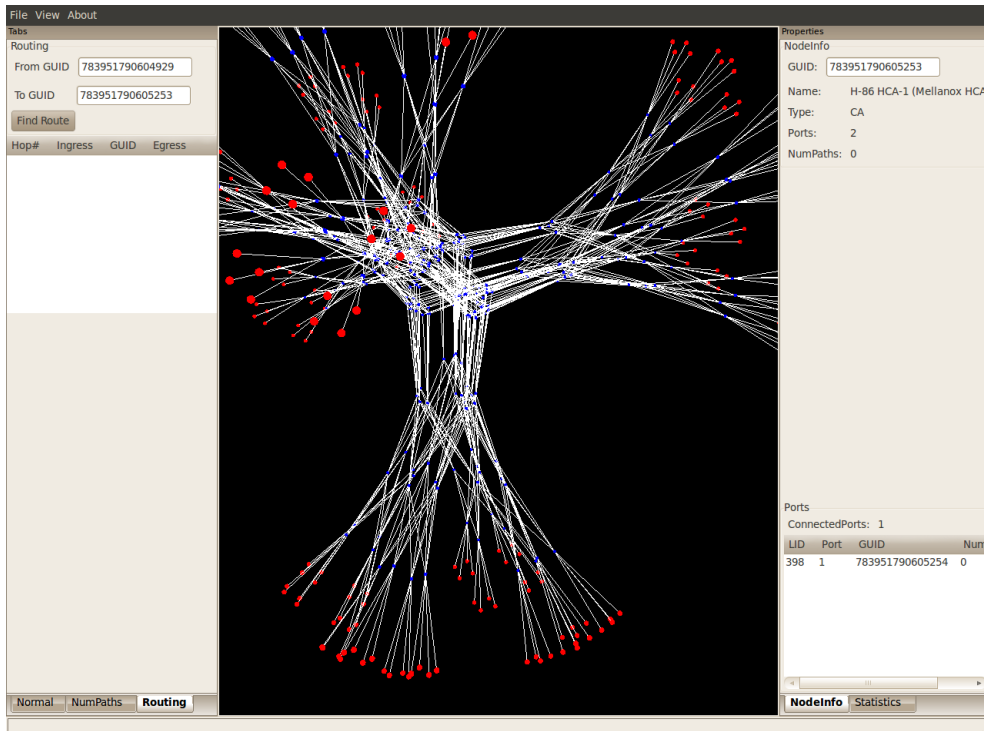 File View About
Tabs
Routing
From GUID 783951790604929
To GUID 783951790605253
Find Route
Hop# Ingress GUID Egress
Normal NumPaths Routing
Properties
NodeInfo
GUID: 783951790605253
Name: H-86 HCA-1 (Mellanox HCA
Type: CA
Ports: 2
NumPaths: 0
Ports
ConnectedPorts: 1
LID Port GUID Num
398 1 783951790605254 0
NodeInfo Statistics